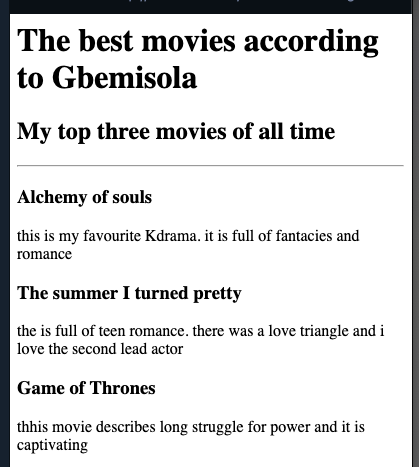 The best movies according
to Gbemisola
My top three movies of all time
Alchemy of souls
this is my favourite Kdrama. it is full of fantacies and
romance
The summer I turned pretty
the is full of teen romance. there was a love triangle and i
love the second lead actor
Game of Thrones
thhis movie describes long struggle for power and it is
captivating